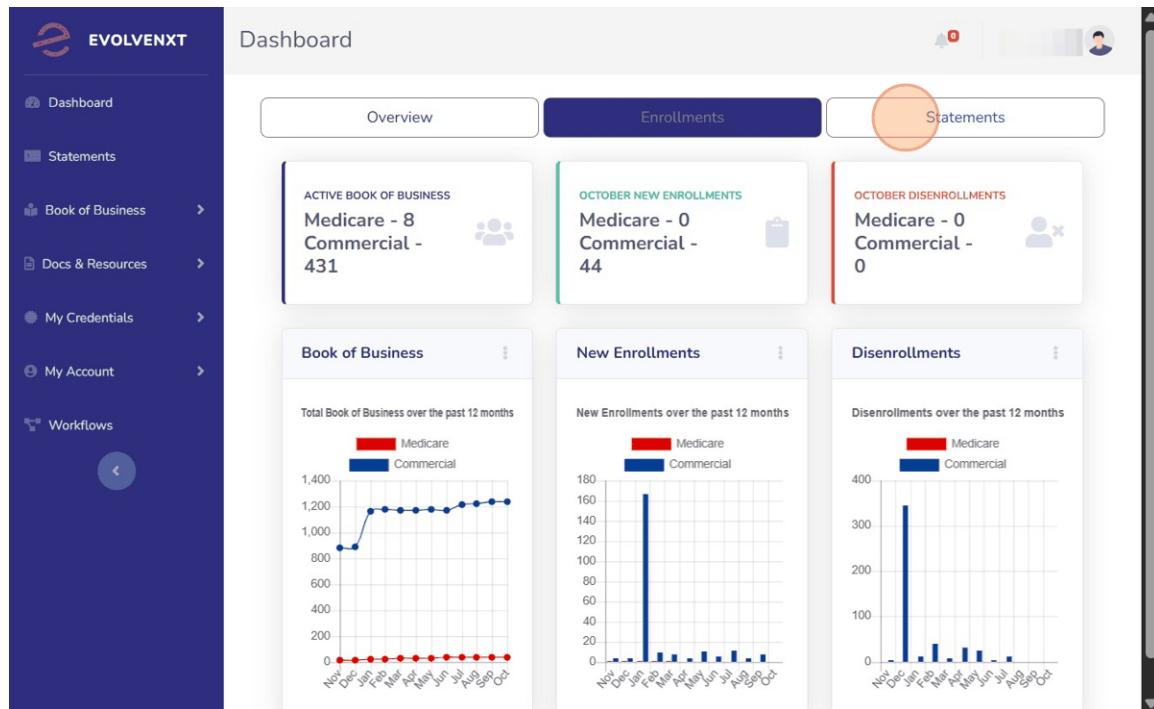 EVOLVENXT
Dashboard
0
Dashboard
Statements
Book of Business
Docs & Resources
My Credentials
My Account
Workflows
Overview
Enrollments
Statements
ACTIVE BOOK OF BUSINESS
Medicare - 8
Commercial -
431
OCTOBER NEW ENROLLMENTS
Medicare - 0
Commercial -
44
OCTOBER DISENROLLMENTS
Medicare - 0
Commercial -
0
Book of Business
Total Book of Business over the past 12 months
Medicare
Commercial
1,400
1,200
1,000
800
600
400
200
0
Nov Dec Jan Feb Mar Apr May Jun Jul Aug Sep Oct
New Enrollments
New Enrollments over the past 12 months
Medicare
Commercial
180
160
140
120
100
80
60
40
20
0
Nov Dec Jan Feb Mar Apr May Jun Jul Aug Sep Oct
Disenrollments
Disenrollments over the past 12 months
Medicare
Commercial
400
300
200
100
0
Nov Dec Jan Feb Mar Apr May Jun Jul Aug Sep Oct